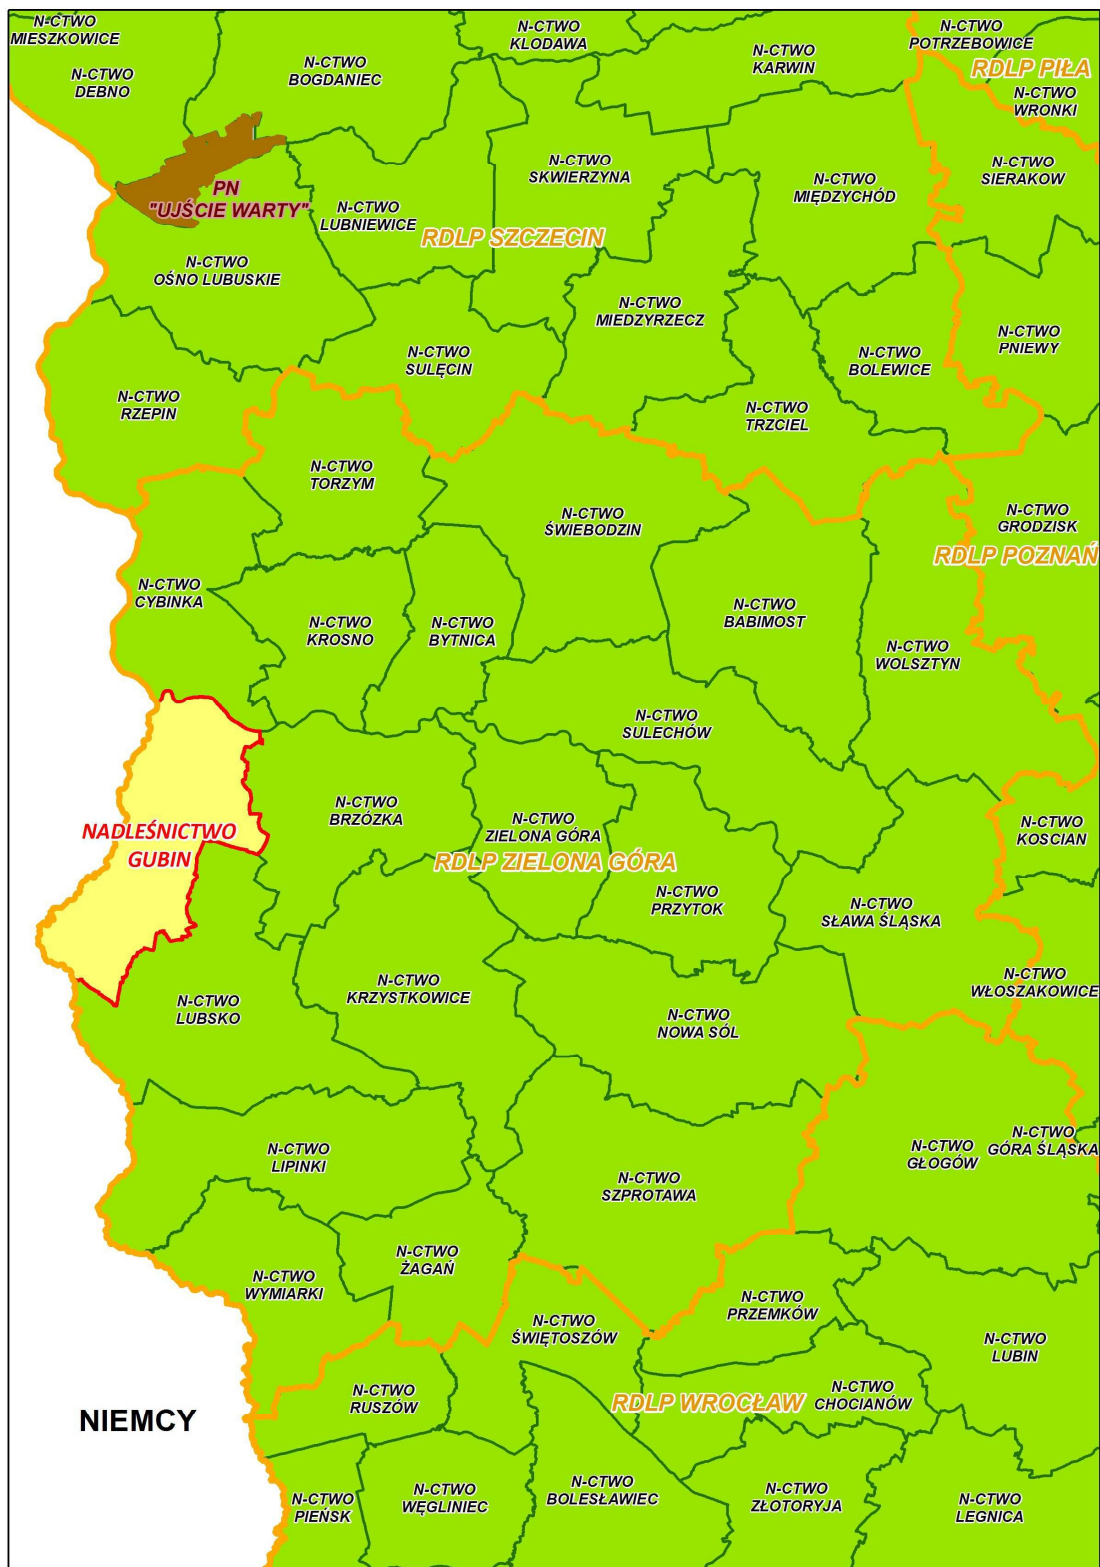 N-CTWO
MIESZKOWICE
N-CTWO
DEBNO
N-CTWO
BOGDANIEC
N-CTWO
KLODAWA
N-CTWO
KARWIN
N-CTWO
POTRZEBOWICE
RDLP PIŁA
N-CTWO
WRONKI
N-CTWO
SKWIERZYNA
N-CTWO
MIĘDZYCHÓD
N-CTWO
SIERAKOW
PN
"UJŚCIE WARTY"
N-CTWO
LUBNIEWICE
RDLP SZCZECIN
N-CTWO
OŚNO LUBUSKIE
N-CTWO
MIEDZYRZECZ
N-CTWO
PNIEWY
N-CTWO
SULĘCIN
N-CTWO
BOLEWICE
N-CTWO
RZEPIN
N-CTWO
TRZCIEL
N-CTWO
TORZYM
N-CTWO
ŚWIEBODZIN
N-CTWO
GRODZISK
RDLP POZNAŃ
N-CTWO
CYBINKA
N-CTWO
KROSNO
N-CTWO
BYTNICA
N-CTWO
BABIMOST
N-CTWO
WOLSZTYN
N-CTWO
SULECHÓW
N-CTWO
BRZÓZKA
N-CTWO
ZIELONA GÓRA
N-CTWO
KOSCIAN
NADLEŚNICTWO
GUBIN
RDLP ZIELONA GÓRA
N-CTWO
PRZYTOK
N-CTWO
SŁAWA ŚLĄSKA
N-CTWO
LUBSKO
N-CTWO
KRZYSTKOWICE
N-CTWO
WŁOSZAKOWICE
N-CTWO
NOWA SÓL
N-CTWO
LIPINKI
N-CTWO
SZPROTAWA
N-CTWO
GŁOGÓW
N-CTWO
GÓRA ŚLĄSKA
N-CTWO
ŻAGAŃ
N-CTWO
WYMIARKI
N-CTWO
ŚWIĘTOSZÓW
N-CTWO
PRZEMKÓW
N-CTWO
LUBIN
N-CTWO
RUSZÓW
RDLP WROCŁAW
N-CTWO
CHOCIANÓW
NIEMCY
N-CTWO
PIEŃSK
N-CTWO
WĘGLINIEC
N-CTWO
BOLESŁAWIEC
N-CTWO
ZŁOTORYJA
N-CTWO
LEGNICA